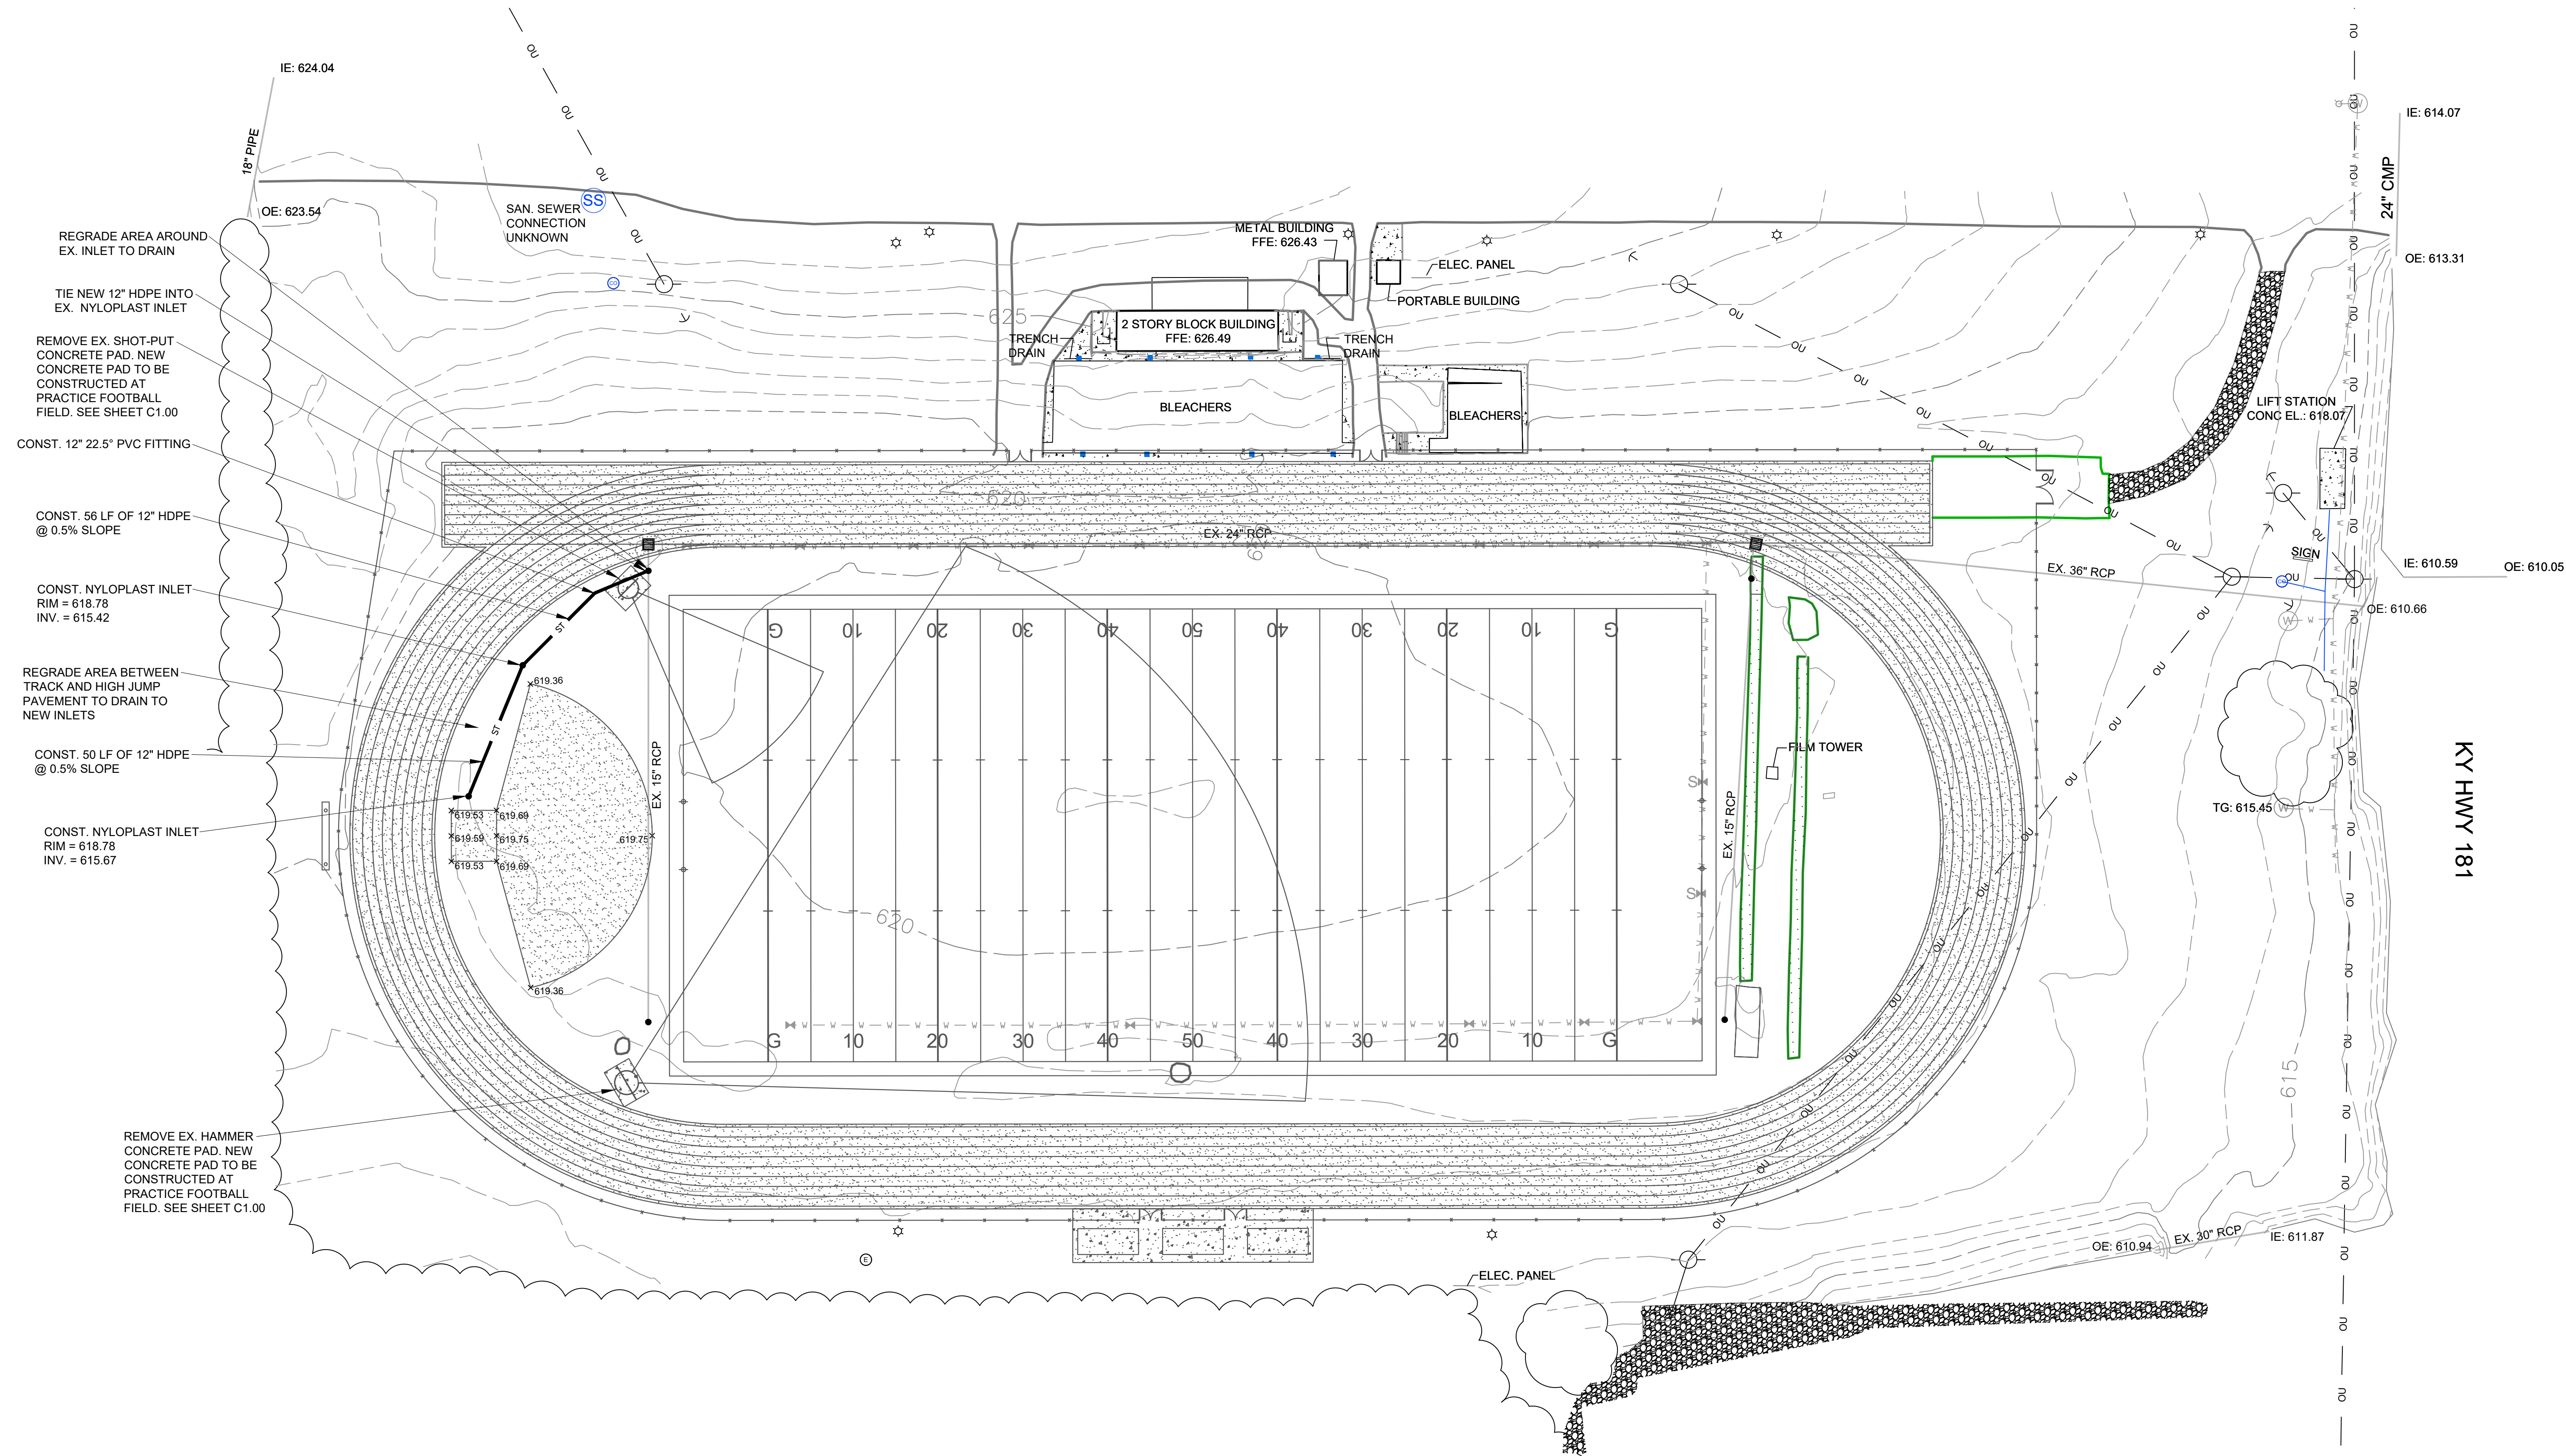 IE: 624.04
18" PIPE
OE: 623.54
SAN. SEWER
CONNECTION
UNKNOWN
SS
CO
REGRADE AREA AROUND
EX. INLET TO DRAIN
TIE NEW 12" HDPE INTO
EX. NYLOPLAST INLET
REMOVE EX. SHOT-PUT
CONCRETE PAD. NEW
CONCRETE PAD TO BE
CONSTRUCTED AT
PRACTICE FOOTBALL
FIELD. SEE SHEET C1.00
CONST. 12" 22.5° PVC FITTING
CONST. 56 LF OF 12" HDPE
@ 0.5% SLOPE
CONST. NYLOPLAST INLET
RIM = 618.78
INV. = 615.42
REGRADE AREA BETWEEN
TRACK AND HIGH JUMP
PAVEMENT TO DRAIN TO
NEW INLETS
CONST. 50 LF OF 12" HDPE
@ 0.5% SLOPE
CONST. NYLOPLAST INLET
RIM = 618.78
INV. = 615.67
REMOVE EX. HAMMER
CONCRETE PAD. NEW
CONCRETE PAD TO BE
CONSTRUCTED AT
PRACTICE FOOTBALL
FIELD. SEE SHEET C1.00
METAL BUILDING
FFE: 626.43
ELEC. PANEL
PORTABLE BUILDING
625
2 STORY BLOCK BUILDING
FFE: 626.49
TRENCH
DRAIN
TRENCH
DRAIN
BLEACHERS
BLEACHERS
620
EX. 24" RCP
ST
ST
619.36
619.53
619.69
619.59
619.75
619.75
619.53
619.69
619.36
EX. 15" RCP
G 10 20 30 40 50 40 30 20 10 G
620
G 10 20 30 40 50 40 30 20 10 G
S
S
EX. 15" RCP
FILM TOWER
E
ELEC. PANEL
OU
W
IE: 614.07
24" CMP
OE: 613.31
LIFT STATION
CONC EL.: 618.07
SIGN
EX. 36" RCP
IE: 610.59
OE: 610.05
OE: 610.66
TG: 615.45
KY HWY 181
615
OE: 610.94
EX. 30" RCP
IE: 611.87